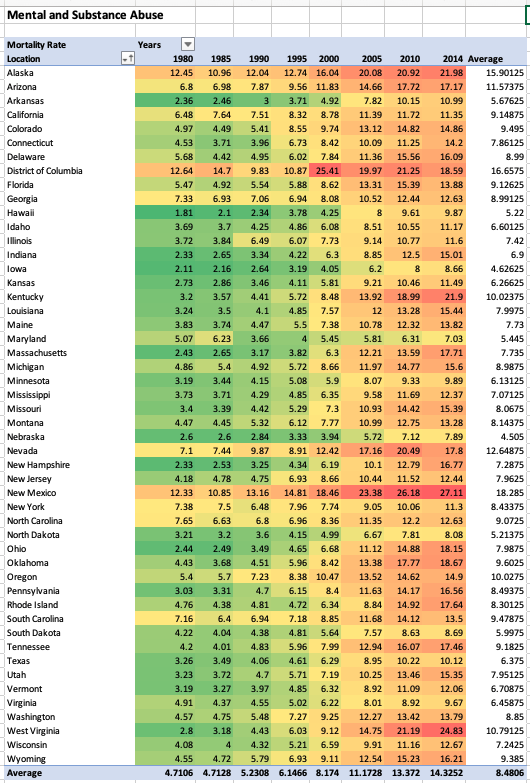 Mental and Substance Abuse
Mortality Rate Years
Location 1980 1985 1990 1995 2000 2005 2010 2014 Average
Alaska 12.45 10.96 12.04 12.74 16.04 20.08 20.92 21.98 15.90125
Arizona 6.8 6.98 7.87 9.56 11.83 14.66 17.72 17.17 11.57375
Arkansas 2.36 2.46 3 3.71 4.92 7.82 10.15 10.99 5.67625
California 6.48 7.64 7.51 8.32 8.78 11.39 11.72 11.35 9.14875
Colorado 4.97 4.49 5.41 8.55 9.74 13.12 14.82 14.86 9.495
Connecticut 4.53 3.71 3.96 6.73 8.42 10.09 11.25 14.2 7.86125
Delaware 5.68 4.42 4.95 6.02 7.84 11.36 15.56 16.09 8.99
District of Columbia 12.64 14.7 9.83 10.87 25.41 19.97 21.25 18.59 16.6575
Florida 5.47 4.92 5.54 5.88 8.62 13.31 15.39 13.88 9.12625
Georgia 7.33 6.93 7.06 6.94 8.08 10.52 12.44 12.63 8.99125
Hawaii 1.81 2.1 2.34 3.78 4.25 8 9.61 9.87 5.22
Idaho 3.69 3.7 4.25 4.86 6.08 8.51 10.55 11.17 6.60125
Illinois 3.72 3.84 6.49 6.07 7.73 9.14 10.77 11.6 7.42
Indiana 2.33 2.65 3.34 4.22 6.3 8.85 12.5 15.01 6.9
Iowa 2.11 2.16 2.64 3.19 4.05 6.2 8 8.66 4.62625
Kansas 2.73 2.86 3.46 4.11 5.81 9.21 10.46 11.49 6.26625
Kentucky 3.2 3.57 4.41 5.72 8.48 13.92 18.99 21.9 10.02375
Louisiana 3.24 3.5 4.1 4.85 7.57 12 13.28 15.44 7.9975
Maine 3.83 3.74 4.47 5.5 7.38 10.78 12.32 13.82 7.73
Maryland 5.07 6.23 3.66 4 5.45 5.81 6.31 7.03 5.445
Massachusetts 2.43 2.65 3.17 3.82 6.3 12.21 13.59 17.71 7.735
Michigan 4.86 5.4 4.92 5.72 8.66 11.97 14.77 15.6 8.9875
Minnesota 3.19 3.44 4.15 5.08 5.9 8.07 9.33 9.89 6.13125
Mississippi 3.73 3.71 4.29 4.85 6.35 9.58 11.69 12.37 7.07125
Missouri 3.4 3.39 4.42 5.29 7.3 10.93 14.42 15.39 8.0675
Montana 4.47 4.45 5.32 6.12 7.77 10.99 12.75 13.28 8.14375
Nebraska 2.6 2.6 2.84 3.33 3.94 5.72 7.12 7.89 4.505
Nevada 7.1 7.44 9.87 8.91 12.42 17.16 20.49 17.8 12.64875
New Hampshire 2.33 2.53 3.25 4.34 6.19 10.1 12.79 16.77 7.2875
New Jersey 4.18 4.78 4.75 6.93 8.66 10.44 11.52 12.44 7.9625
New Mexico 12.33 10.85 13.16 14.81 18.46 23.38 26.18 27.11 18.285
New York 7.38 7.5 6.48 7.96 7.74 9.05 10.06 11.3 8.43375
North Carolina 7.65 6.63 6.8 6.96 8.36 11.35 12.2 12.63 9.0725
North Dakota 3.21 3.2 3.6 4.15 4.99 6.67 7.81 8.08 5.21375
Ohio 2.44 2.49 3.49 4.65 6.68 11.12 14.88 18.15 7.9875
Oklahoma 4.43 3.68 4.51 5.96 8.42 13.38 17.77 18.67 9.6025
Oregon 5.4 5.7 7.23 8.38 10.47 13.52 14.62 14.9 10.0275
Pennsylvania 3.03 3.31 4.7 6.15 8.4 11.63 14.17 16.56 8.49375
Rhode Island 4.76 4.38 4.81 4.72 6.34 8.84 14.92 17.64 8.30125
South Carolina 7.16 6.4 6.94 7.18 8.85 11.68 14.12 13.5 9.47875
South Dakota 4.22 4.04 4.38 4.81 5.64 7.57 8.63 8.69 5.9975
Tennessee 4.2 4.01 4.83 5.96 7.99 12.94 16.07 17.46 9.1825
Texas 3.26 3.49 4.06 4.61 6.29 8.95 10.22 10.12 6.375
Utah 3.23 3.72 4.7 5.71 7.19 10.25 13.46 15.35 7.95125
Vermont 3.19 3.27 3.97 4.85 6.32 8.92 11.09 12.06 6.70875
Virginia 4.91 4.37 4.55 5.02 6.22 8.01 8.92 9.67 6.45875
Washington 4.57 4.75 5.48 7.27 9.25 12.27 13.42 13.79 8.85
West Virginia 2.8 3.18 4.43 6.03 9.12 14.75 21.19 24.83 10.79125
Wisconsin 4.08 4 4.32 5.21 6.59 9.91 11.16 12.67 7.2425
Wyoming 4.55 4.72 5.79 6.93 9.11 12.54 15.23 16.21 9.385
Average 4.7106 4.7128 5.2308 6.1466 8.174 11.1728 13.372 14.3252 8.4806